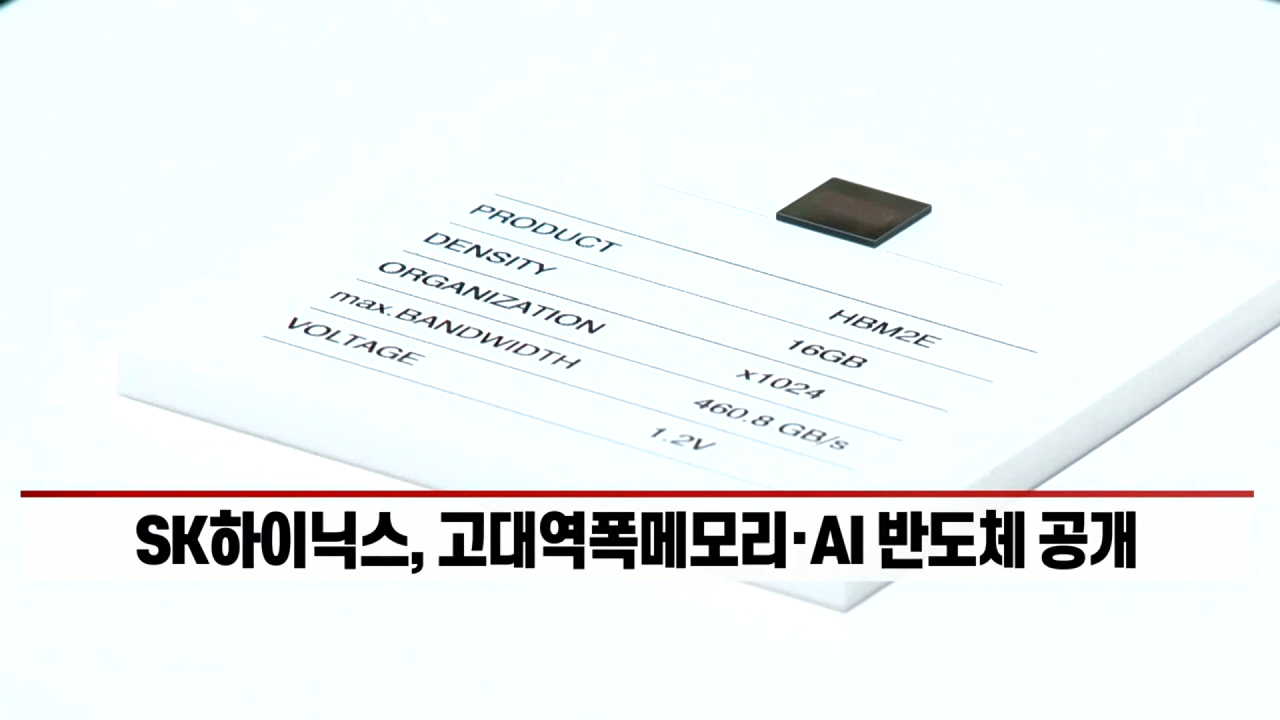 PRODUCT HBM2E
DENSITY 16GB
ORGANIZATION x1024
max.BANDWIDTH 460.8 GB/s
VOLTAGE 1.2V
SK하이닉스, 고대역폭메모리·AI 반도체 공개